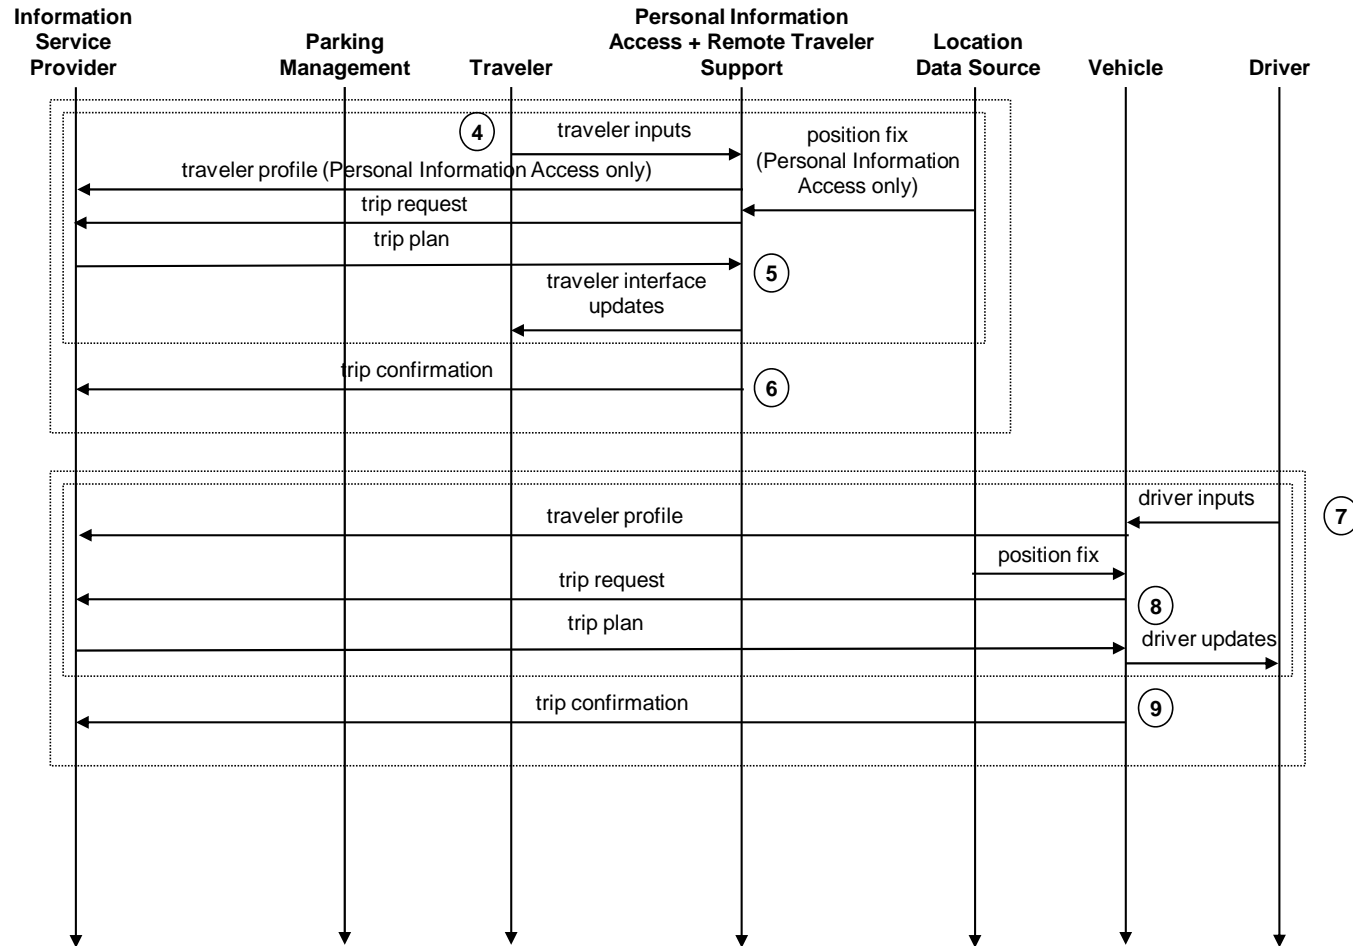 Information
Service
Provider
Parking
Management
Traveler
Personal Information
Access + Remote Traveler
Support
Location
Data Source
Vehicle
Driver
4
traveler inputs
position fix
(Personal Information
Access only)
traveler profile (Personal Information Access only)
trip request
trip plan
5
traveler interface
updates
trip confirmation
6
driver inputs
7
traveler profile
position fix
trip request
8
trip plan
driver updates
trip confirmation
9